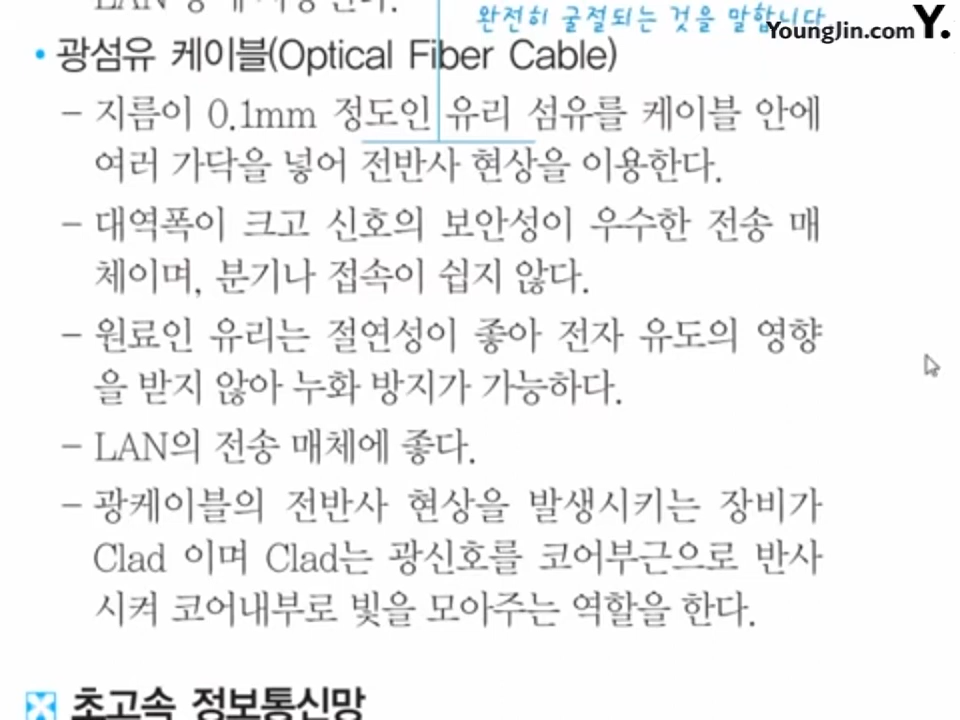 완전히 굴절되는 것을 말합니다
YoungJin.com Y.
• 광섬유 케이블(Optical Fiber Cable)
– 지름이 0.1mm 정도인 유리 섬유를 케이블 안에
여러 가닥을 넣어 전반사 현상을 이용한다.
– 대역폭이 크고 신호의 보안성이 우수한 전송 매
체이며, 분기나 접속이 쉽지 않다.
– 원료인 유리는 절연성이 좋아 전자 유도의 영향
을 받지 않아 누화 방지가 가능하다.
– LAN의 전송 매체에 좋다.
– 광케이블의 전반사 현상을 발생시키는 장비가
Clad 이며 Clad는 광신호를 코어부근으로 반사
시켜 코어내부로 빛을 모아주는 역할을 한다.
초고속 정보통신망